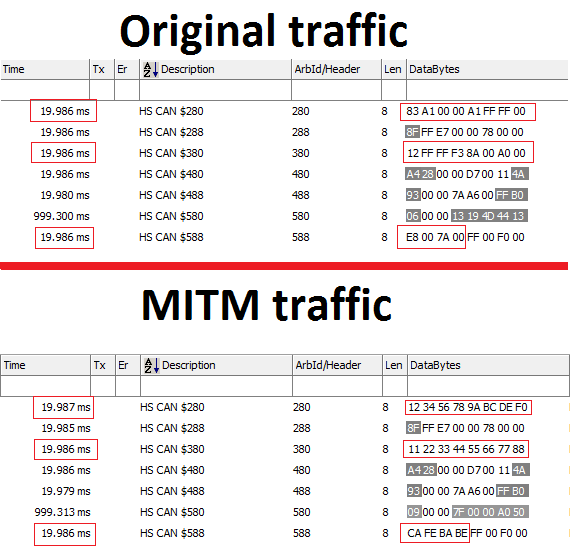 Original traffic
Time Tx Er AZ Description ArbId/Header Len DataBytes
19.986 ms HS CAN $280 280 8 83 A1 00 00 A1 FF FF 00
19.986 ms HS CAN $288 288 8 8F FF E7 00 00 78 00 00
19.986 ms HS CAN $380 380 8 12 FF FF F3 8A 00 A0 00
19.986 ms HS CAN $480 480 8 A4 28 00 00 D7 00 11 4A
19.980 ms HS CAN $488 488 8 93 00 00 7A A6 00 FF B0
999.300 ms HS CAN $580 580 8 06 00 00 13 19 4D 44 13
19.986 ms HS CAN $588 588 8 E8 00 7A 00 FF 00 F0 00
MITM traffic
Time Tx Er AZ Description ArbId/Header Len DataBytes
19.987 ms HS CAN $280 280 8 12 34 56 78 9A BC DE F0
19.985 ms HS CAN $288 288 8 8F FF E7 00 00 78 00 00
19.986 ms HS CAN $380 380 8 11 22 33 44 55 66 77 88
19.986 ms HS CAN $480 480 8 A4 28 00 00 D7 00 11 4A
19.979 ms HS CAN $488 488 8 93 00 00 7A A6 00 FF B0
999.313 ms HS CAN $580 580 8 09 00 00 7F 00 00 A0 50
19.986 ms HS CAN $588 588 8 CA FE BA BE FF 00 F0 00